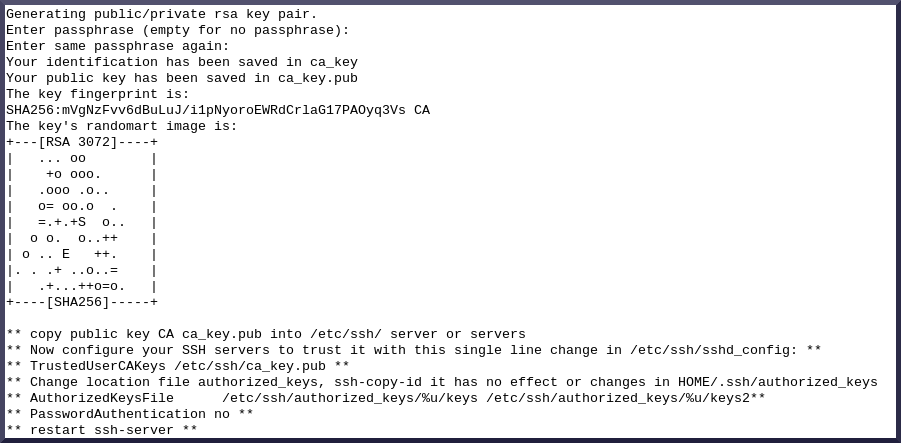 Generating public/private rsa key pair.
Enter passphrase (empty for no passphrase):
Enter same passphrase again:
Your identification has been saved in ca_key
Your public key has been saved in ca_key.pub
The key fingerprint is:
SHA256:mVgNzFvv6dBuLuJ/i1pNyoroEWRdCrlaG17PAOyq3Vs CA
The key's randomart image is:
+---[RSA 3072]----+
|   ... oo        |
|    +o ooo.      |
|   .ooo .o..     |
|   o= oo.o  .    |
|   =.+.+S  o..   |
|  o o.  o..++    |
| o .. E   ++.    |
|. . .+ ..o..=    |
|   .+...++o=o.   |
+----[SHA256]-----+

** copy public key CA ca_key.pub into /etc/ssh/ server or servers
** Now configure your SSH servers to trust it with this single line change in /etc/ssh/sshd_config: **
** TrustedUserCAKeys /etc/ssh/ca_key.pub **
** Change location file authorized_keys, ssh-copy-id it has no effect or changes in HOME/.ssh/authorized_keys
** AuthorizedKeysFile      /etc/ssh/authorized_keys/%u/keys /etc/ssh/authorized_keys/%u/keys2**
** PasswordAuthentication no **
** restart ssh-server **